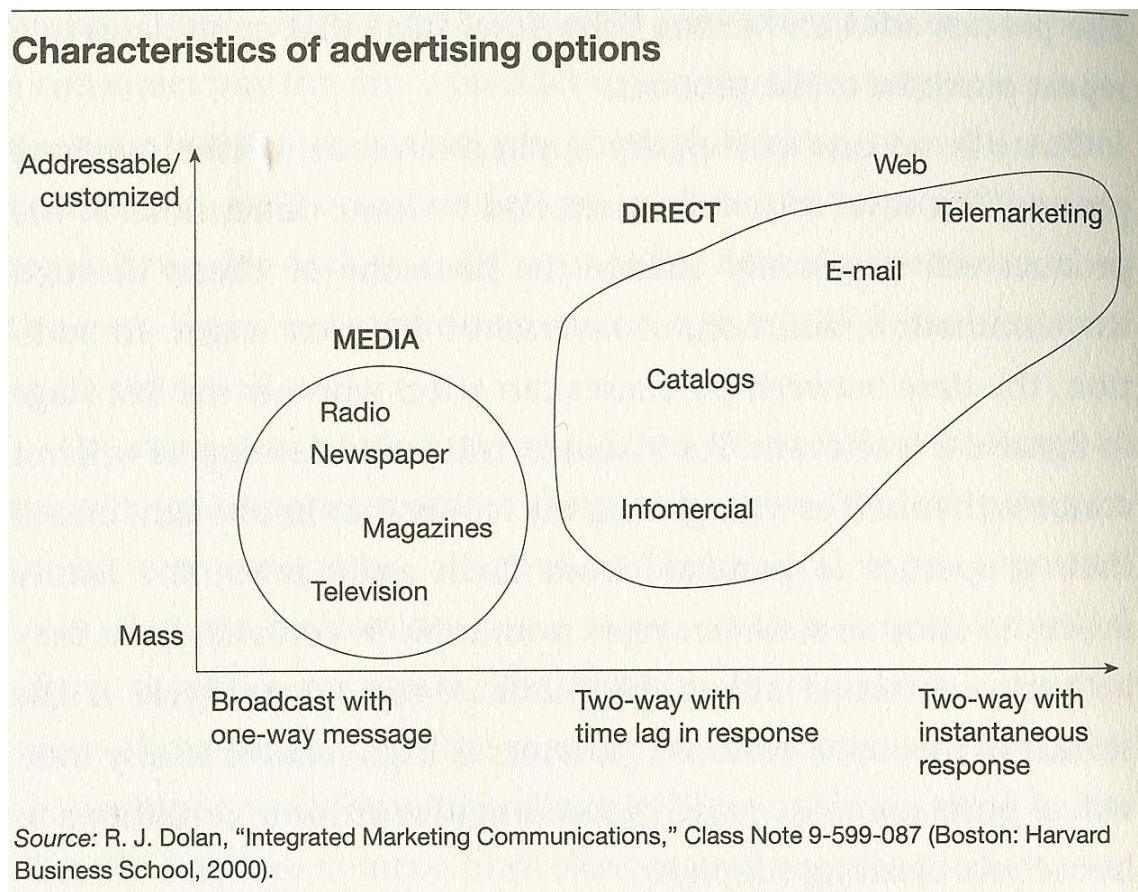 Characteristics of advertising options
Addressable/
customized
Web
DIRECT
Telemarketing
E-mail
MEDIA
Catalogs
Radio
Newspaper
Infomercial
Magazines
Television
Mass
Broadcast with
one-way message
Two-way with
time lag in response
Two-way with
instantaneous
response
Source: R. J. Dolan, “Integrated Marketing Communications,” Class Note 9-599-087 (Boston: Harvard
Business School, 2000).